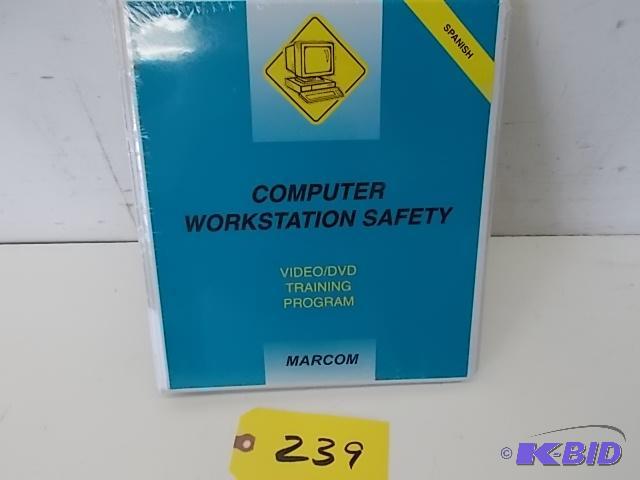 SPANISH
COMPUTER
WORKSTATION SAFETY
VIDEO/DVD
TRAINING
PROGRAM
MARCOM
239
© K-BID